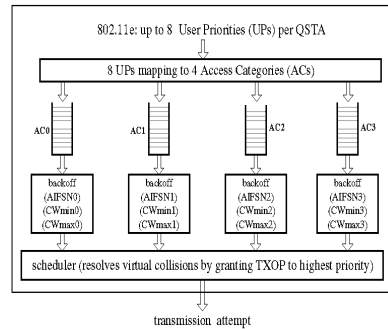 802.11e: up to 8 User Priorities (UPs) per QSTA
8 UPs mapping to 4 Access Categories (ACs)
AC0 AC1 AC2 AC3
backoff backoff backoff backoff
(AIFSN0) (AIFSN1) (AIFSN2) (AIFSN3)
(CWmin0) (CWmin1) (CWmin2) (CWmin3)
(CWmax0) (CWmax1) (CWmax2) (CWmax3)
scheduler (resolves virtual collisions by granting TXOP to highest priority)
transmission attempt